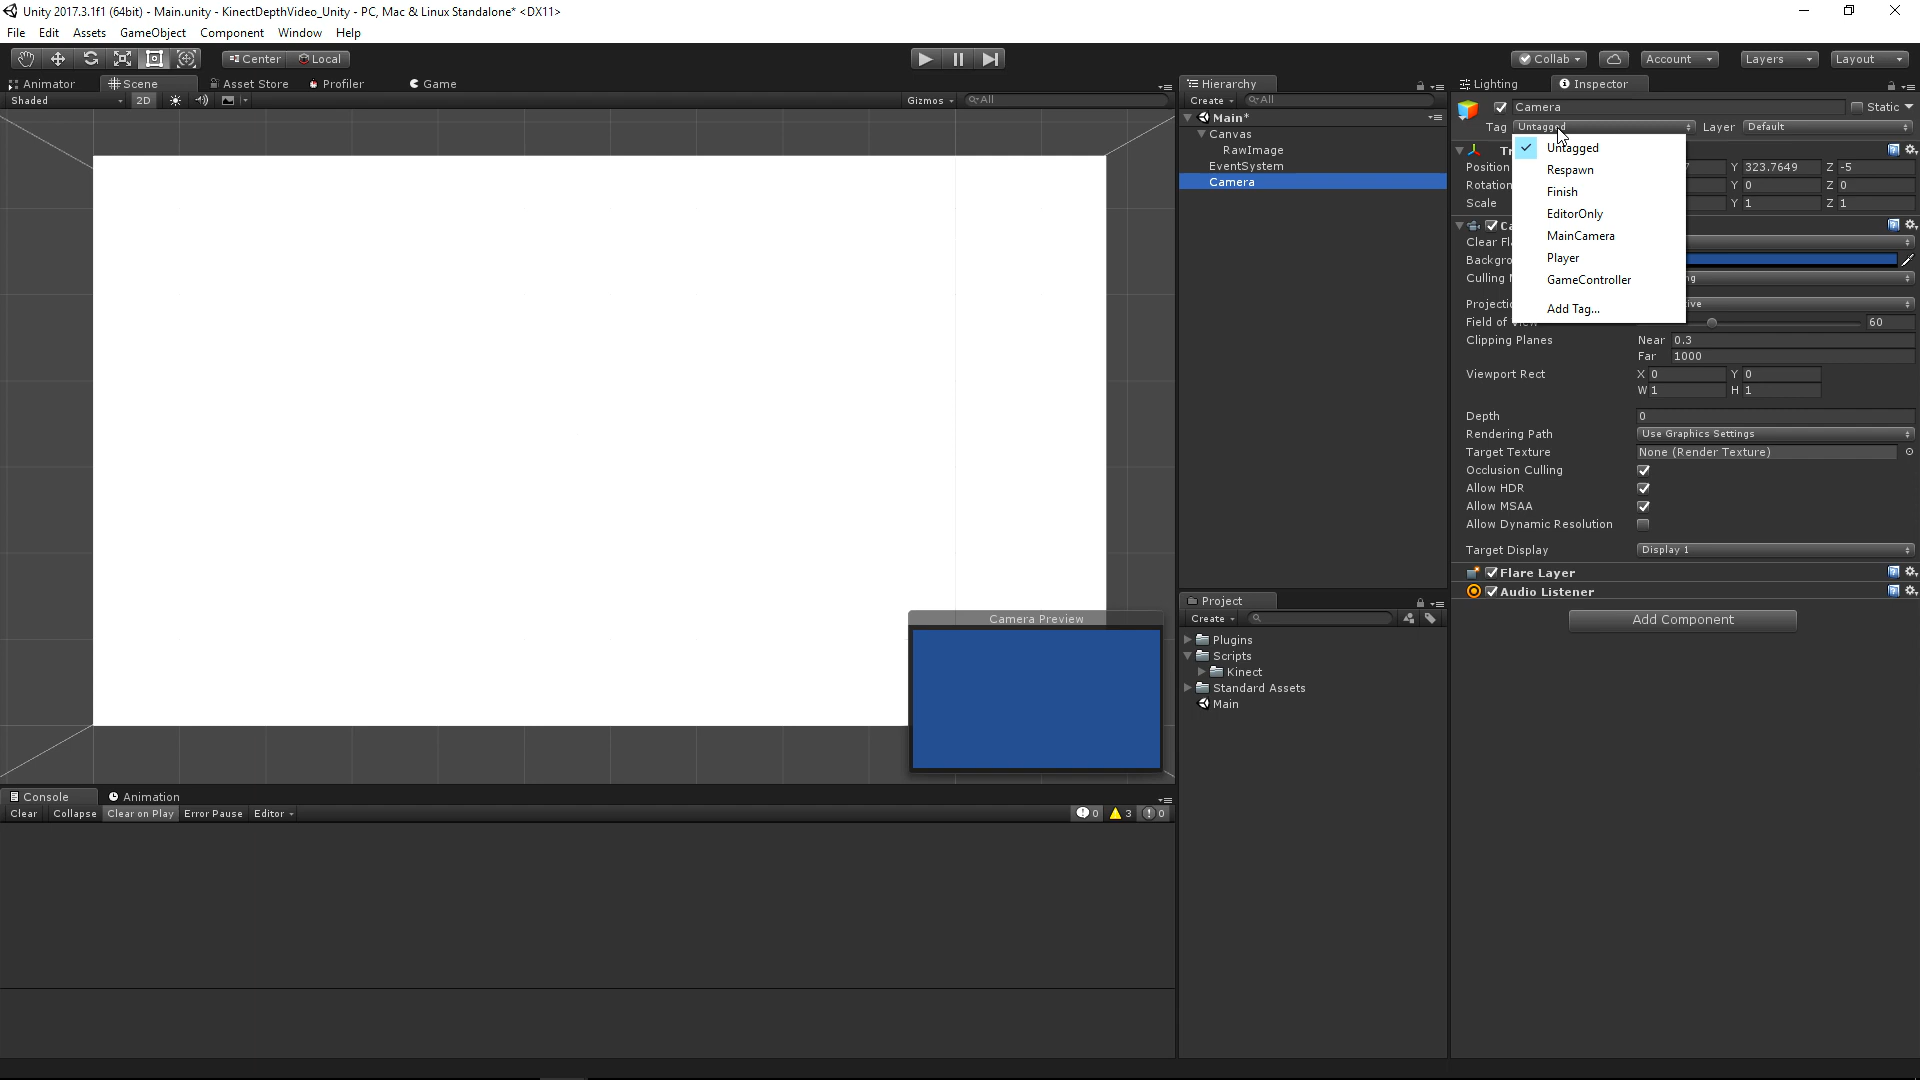 Unity 2017.3.1f1 (64bit) - Main.unity - KinectDepthVideo_Unity - PC, Mac & Linux Standalone* <DX11>
File Edit Assets GameObject Component Window Help
Center Local Collab Account Layers Layout
Animator Scene Asset Store Profiler Game
Shaded 2D Gizmos All
Hierarchy
Create All
Main*
Canvas
RawImage
EventSystem
Camera
Lighting Inspector
Camera Static
Tag Untagged Layer Default
Untagged
Respawn
Finish
EditorOnly
MainCamera
Player
GameController
Add Tag...
Position Y 323.7649 Z -5
Rotation Y 0 Z 0
Scale Y 1 Z 1
Clear Fl
Backgro
Culling
Projecti
Field of View 60
Clipping Planes Near 0.3
Far 1000
Viewport Rect X 0 Y 0
W 1 H 1
Depth 0
Rendering Path Use Graphics Settings
Target Texture None (Render Texture)
Occlusion Culling
Allow HDR
Allow MSAA
Allow Dynamic Resolution
Target Display Display 1
Flare Layer
Audio Listener
Add Component
Camera Preview
Project
Create
Plugins
Scripts
Kinect
Standard Assets
Main
Console Animation
Clear Collapse Clear on Play Error Pause Editor 0 3 0